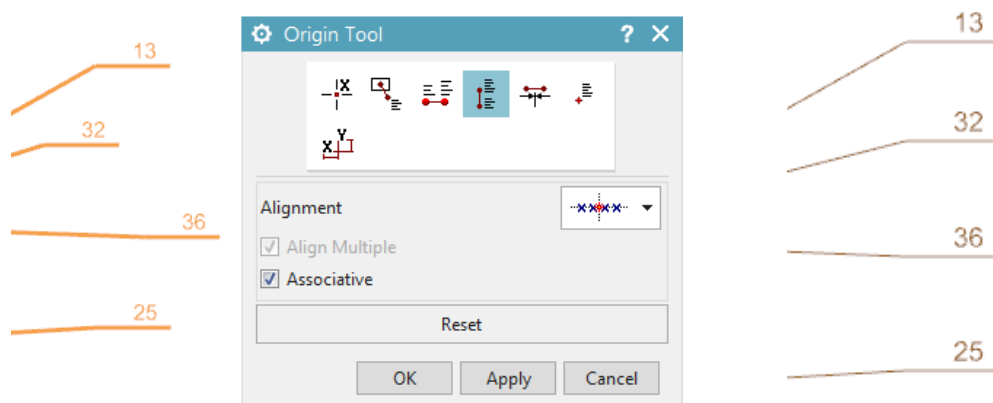 13
32
36
25
Origin Tool ? X
X
X Y
Alignment
Align Multiple
Associative
Reset
OK Apply Cancel
13
32
36
25